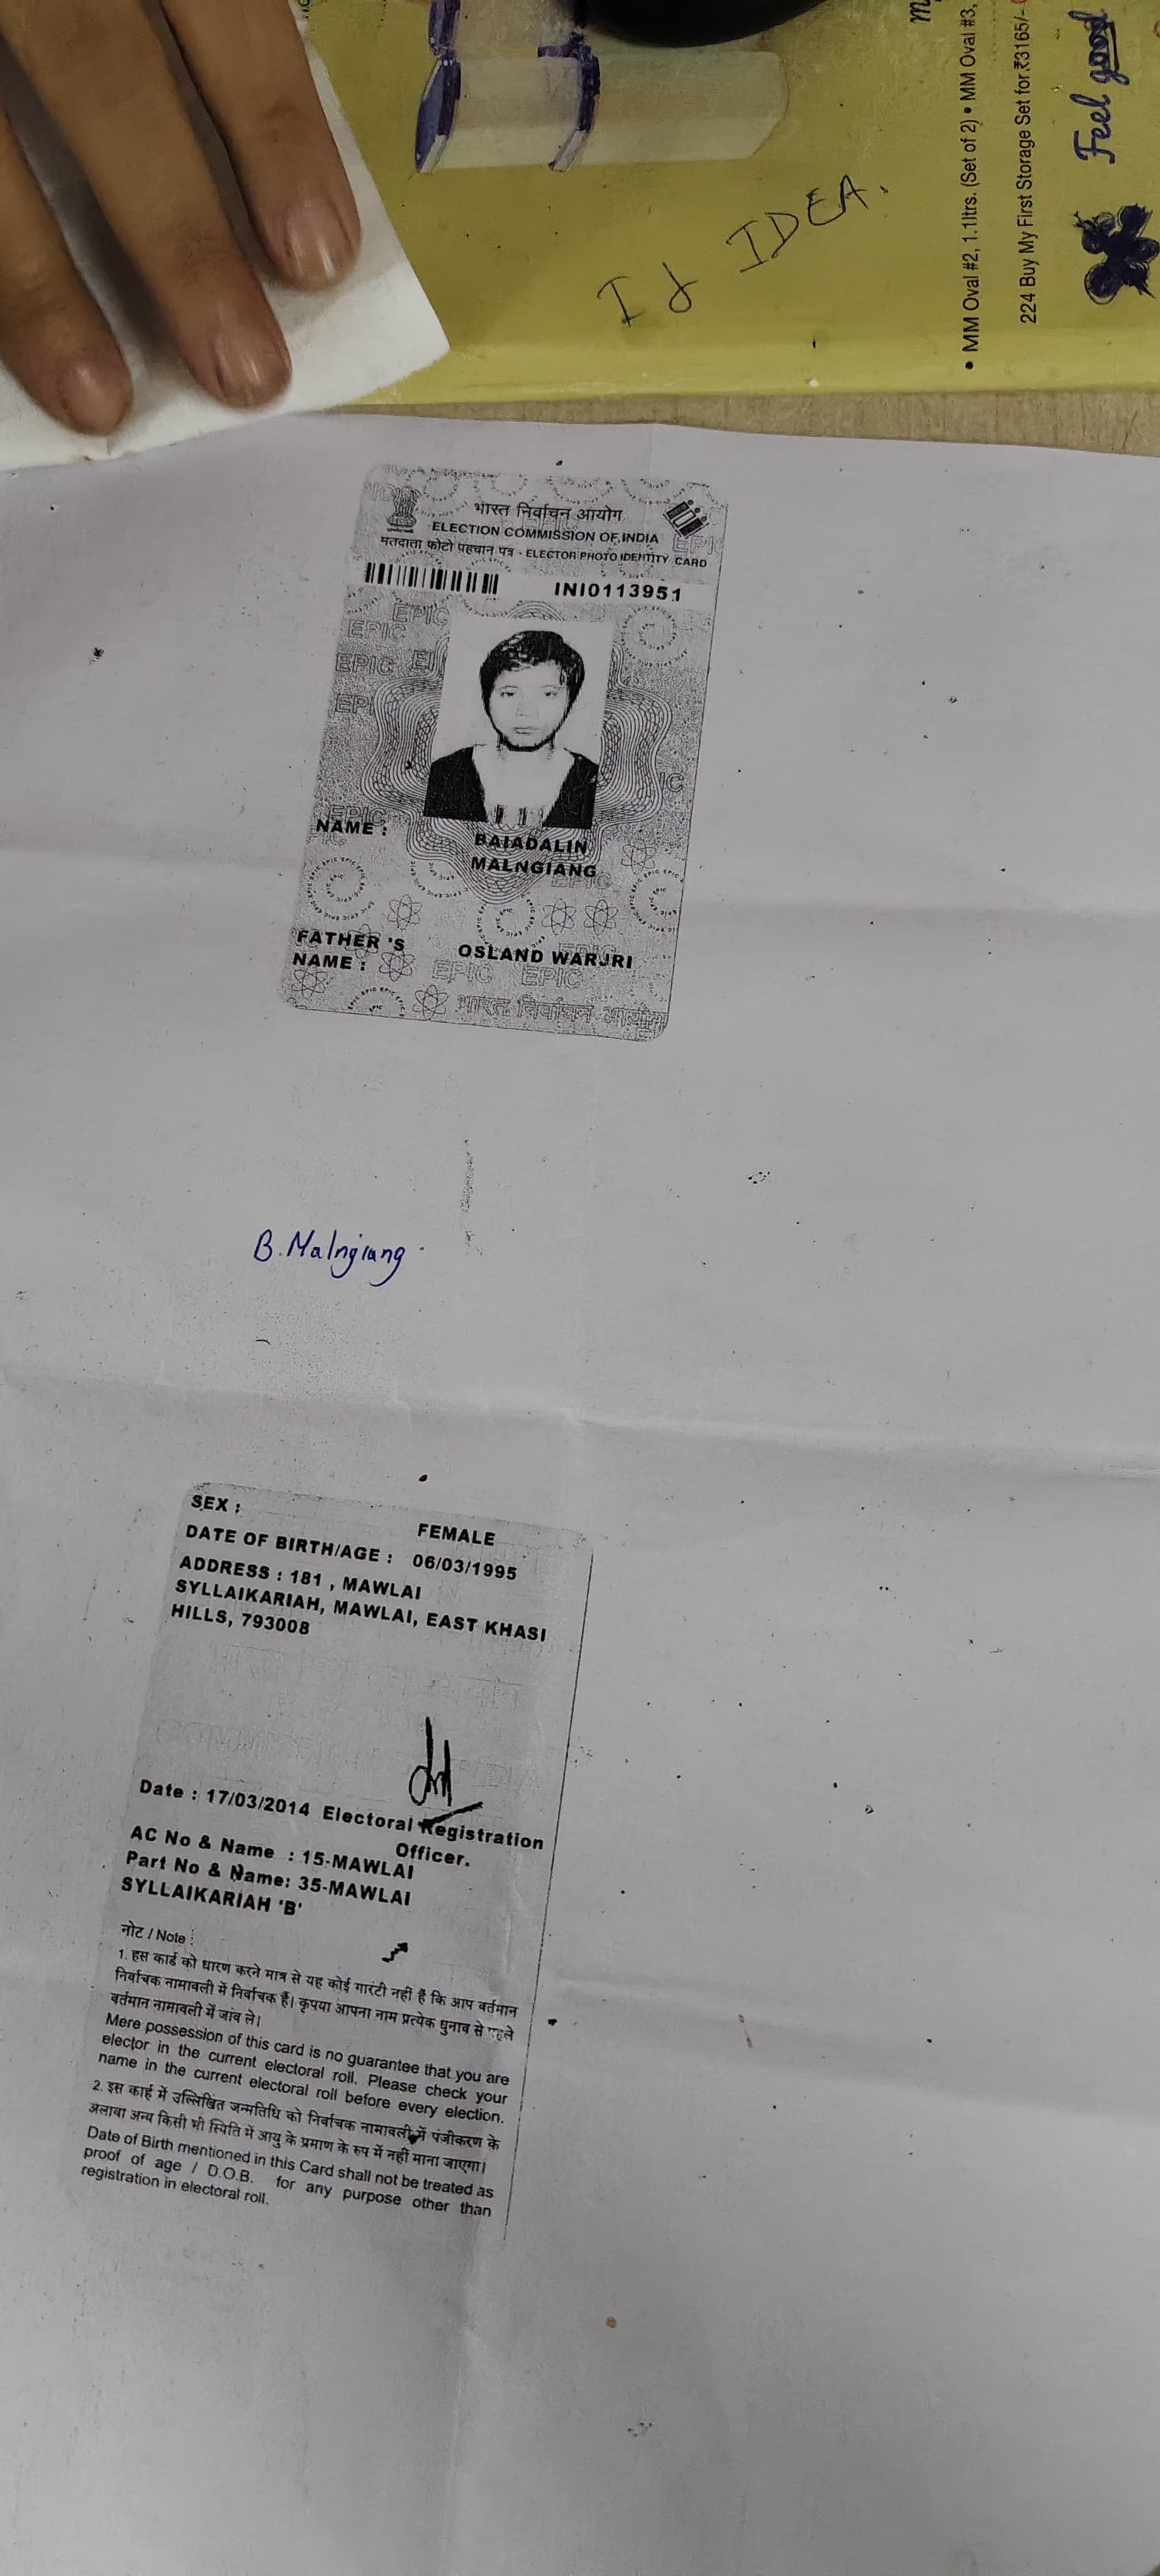 m
• MM Oval #2, 1.1ltrs. (Set of 2) • MM Oval #3,
224 Buy My First Storage Set for ₹3165/-
Feel good
I d IDEA.
भारत निर्वाचन आयोग
ELECTION COMMISSION OF INDIA
मतदाता फोटो पहचान पत्र - ELECTOR PHOTO IDENTITY CARD
INI0113951
NAME : BAIADALIN
MALNGIANG
FATHER 'S
NAME : OSLAND WARJRI
भारत निर्वाचन आयोग
B. Malngiang
SEX : FEMALE
DATE OF BIRTH/AGE : 06/03/1995
ADDRESS : 181 , MAWLAI
SYLLAIKARIAH, MAWLAI, EAST KHASI
HILLS, 793008
Date : 17/03/2014 Electoral Registration
Officer.
AC No & Name : 15-MAWLAI
Part No & Name: 35-MAWLAI
SYLLAIKARIAH 'B'
नोट / Note :
1. इस कार्ड को धारण करने मात्र से यह कोई गारंटी नहीं है कि आप वर्तमान
निर्वाचक नामावली में निर्वाचक हैं। कृपया आपना नाम प्रत्येक चुनाव से पहले
वर्तमान नामावली में जांच ले।
Mere possession of this card is no guarantee that you are
elector in the current electoral roll. Please check your
name in the current electoral roll before every election.
2. इस कार्ड में उल्लिखित जन्मतिथि को निर्वाचक नामावली में पंजीकरण के
अलावा अन्य किसी भी स्थिति में आयु के प्रमाण के रुप में नहीं माना जाएगा।
Date of Birth mentioned in this Card shall not be treated as
proof of age / D.O.B. for any purpose other than
registration in electoral roll.